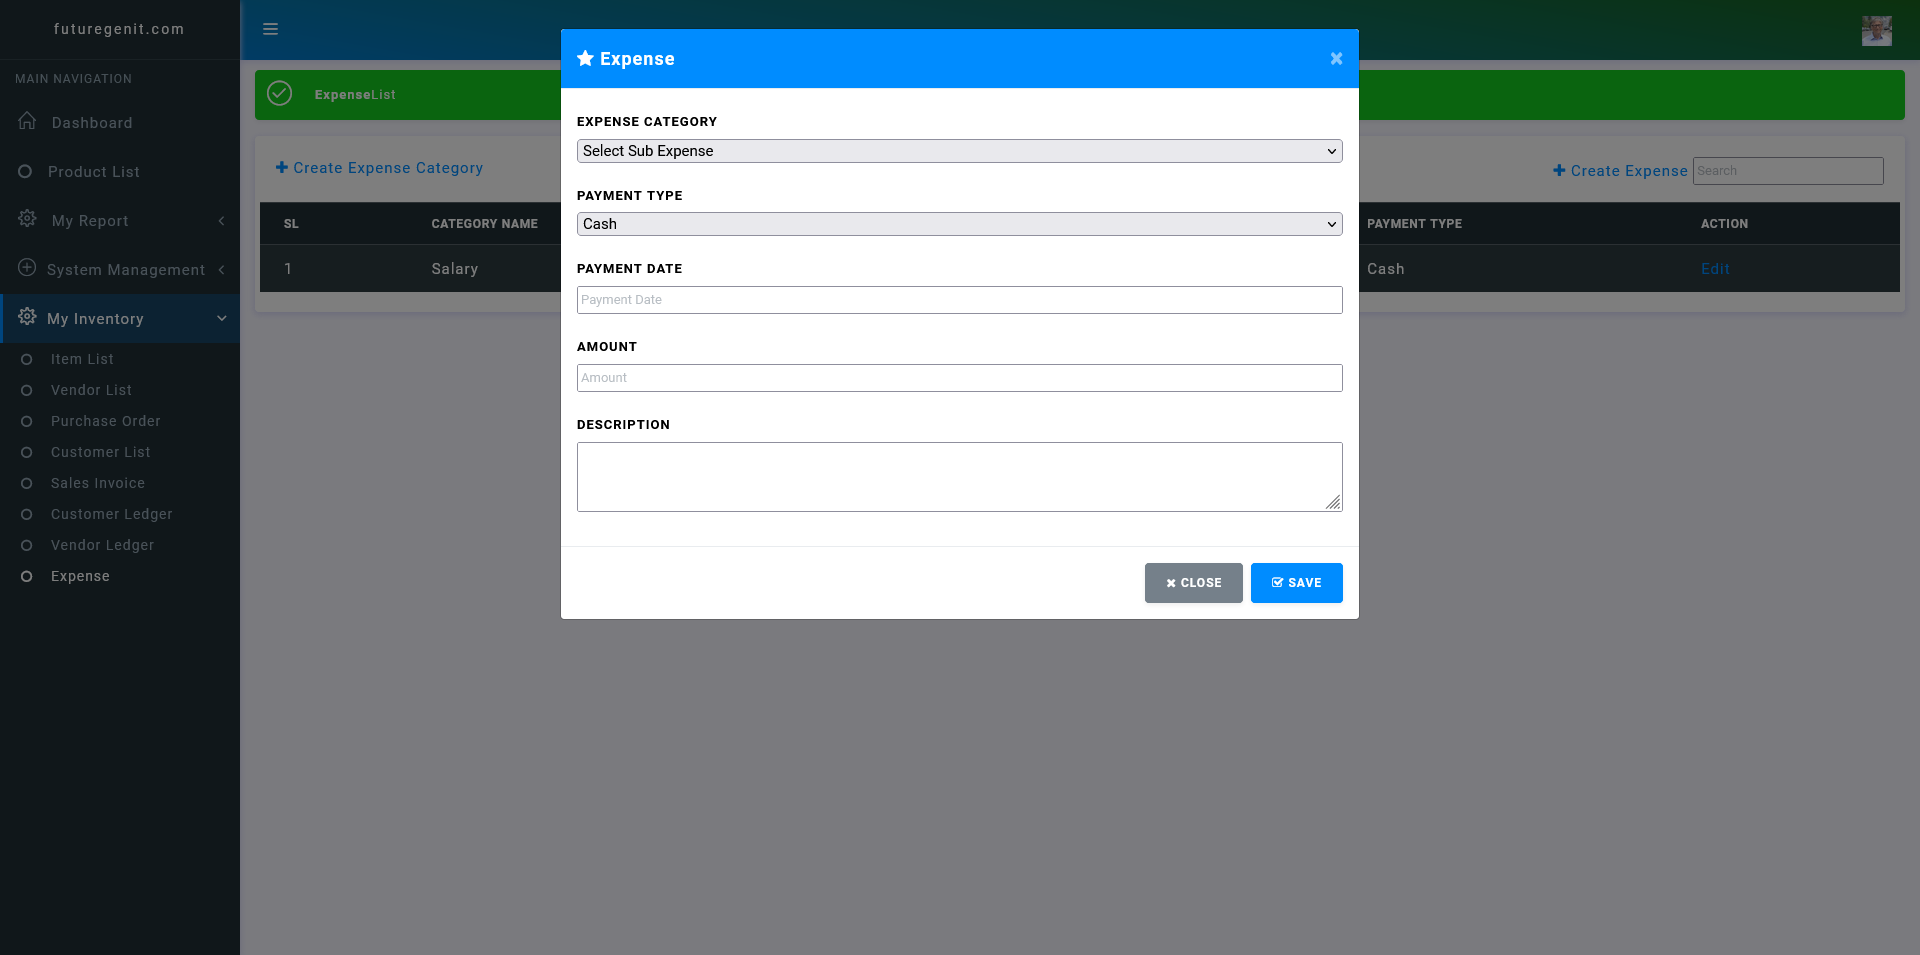 futuregenit.com
MAIN NAVIGATION
Dashboard
Product List
My Report
System Management
My Inventory
Item List
Vendor List
Purchase Order
Customer List
Sales Invoice
Customer Ledger
Vendor Ledger
Expense
ExpenseList
Create Expense Category
Create Expense Search
SL CATEGORY NAME PAYMENT TYPE ACTION
1 Salary Cash Edit
Expense
EXPENSE CATEGORY
Select Sub Expense
PAYMENT TYPE
Cash
PAYMENT DATE
Payment Date
AMOUNT
Amount
DESCRIPTION
CLOSE SAVE